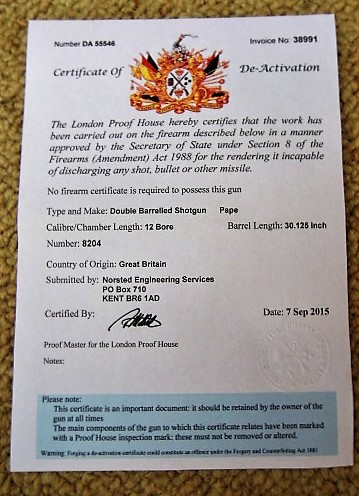 Number DA 55546 Invoice No: 38991
Certificate Of De-Activation
The London Proof House hereby certifies that the work has
been carried out on the firearm described below in a manner
approved by the Secretary of State under Section 8 of the
Firearms (Amendment) Act 1988 for the rendering it incapable
of discharging any shot, bullet or other missile.
No firearm certificate is required to possess this gun
Type and Make: Double Barrelled Shotgun Pape
Calibre/Chamber Length: 12 Bore Barrel Length: 30.125 Inch
Number: 8204
Country of Origin: Great Britain
Submitted by: Norsted Engineering Services
PO Box 710
KENT BR6 1AD
Certified By: Date: 7 Sep 2015
Proof Master for the London Proof House
Notes:
Please note:
This certificate is an important document: it should be retained by the owner of the
gun at all times
The main components of the gun to which this certificate relates have been marked
with a Proof House inspection mark: these must not be removed or altered.
Warning: Forging a de-activation certificate could constitute an offence under the Forgery and Counterfeiting Act 1981